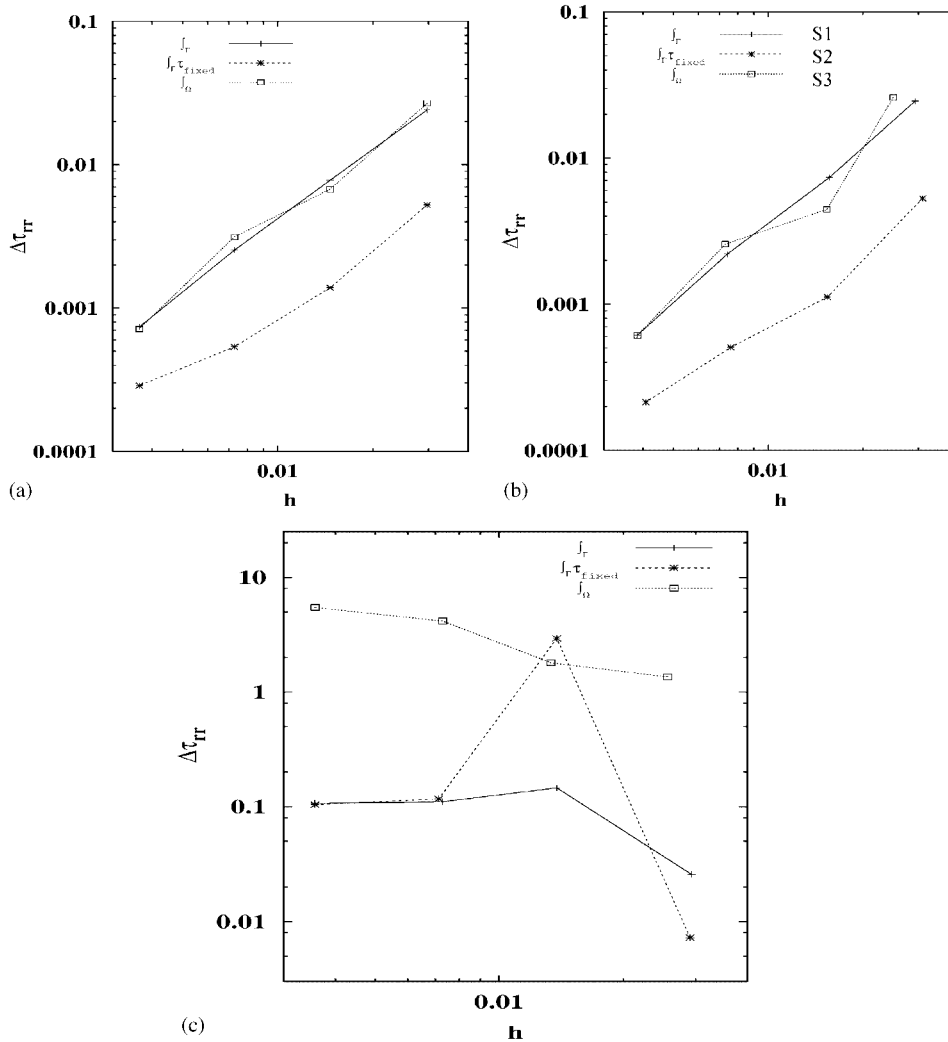 0.1
∫Γ
∫Γ τfixed
∫Ω
0.01
Δτrr
0.001
0.0001
0.01
(a)
h
0.1
∫Γ S1
∫Γ τfixed S2
∫Ω S3
0.01
Δτrr
0.001
0.0001
0.01
(b)
h
∫Γ
10
∫Γ τfixed
∫Ω
1
Δτrr
0.1
0.01
0.01
(c)
h